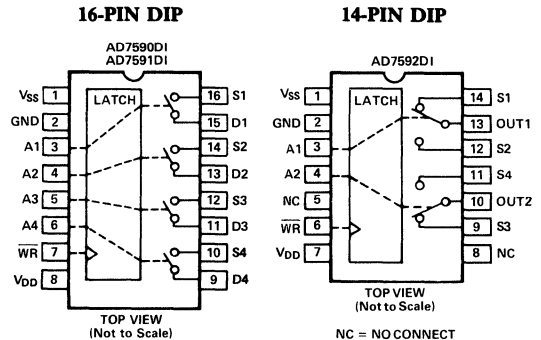 16-PIN DIP
AD7590DI
AD7591DI
LATCH
VSS 1
GND 2
A1 3
A2 4
A3 5
A4 6
WR 7
VDD 8
16 S1
15 D1
14 S2
13 D2
12 S3
11 D3
10 S4
9 D4
TOP VIEW
(Not to Scale)
14-PIN DIP
AD7592DI
LATCH
VSS 1
GND 2
A1 3
A2 4
NC 5
WR 6
VDD 7
14 S1
13 OUT1
12 S2
11 S4
10 OUT2
9 S3
8 NC
TOP VIEW
(Not to Scale)
NC = NO CONNECT